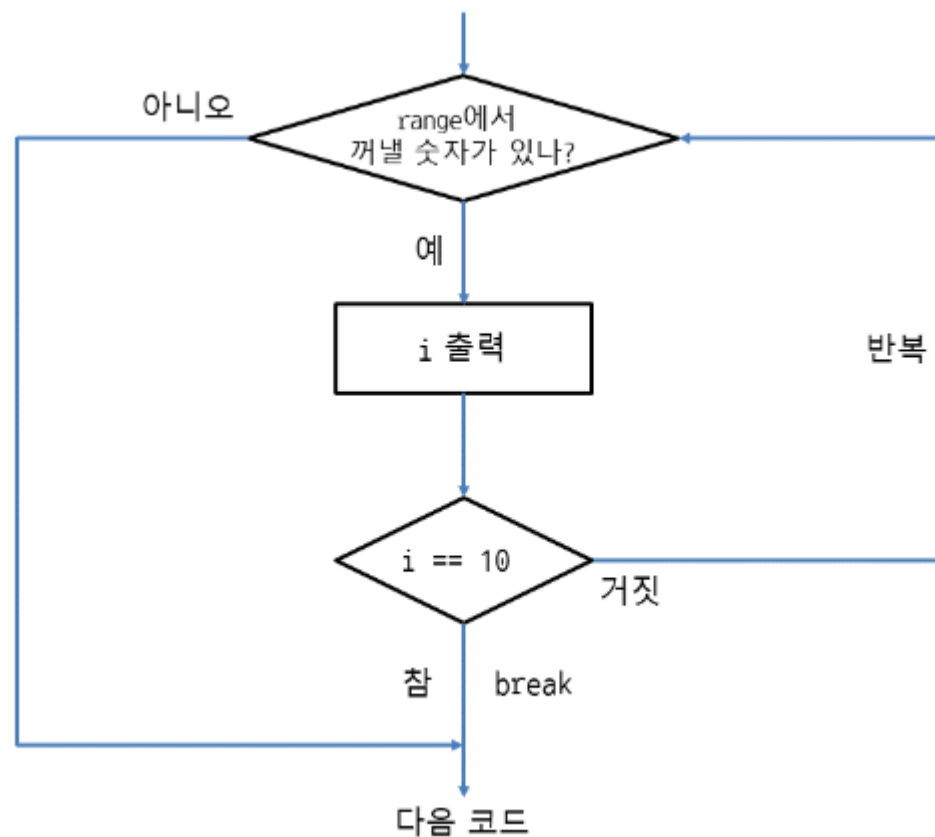 아니오
range에서
꺼낼 숫자가 있나?
예
i 출력
반복
i == 10
거짓
참
break
다음 코드